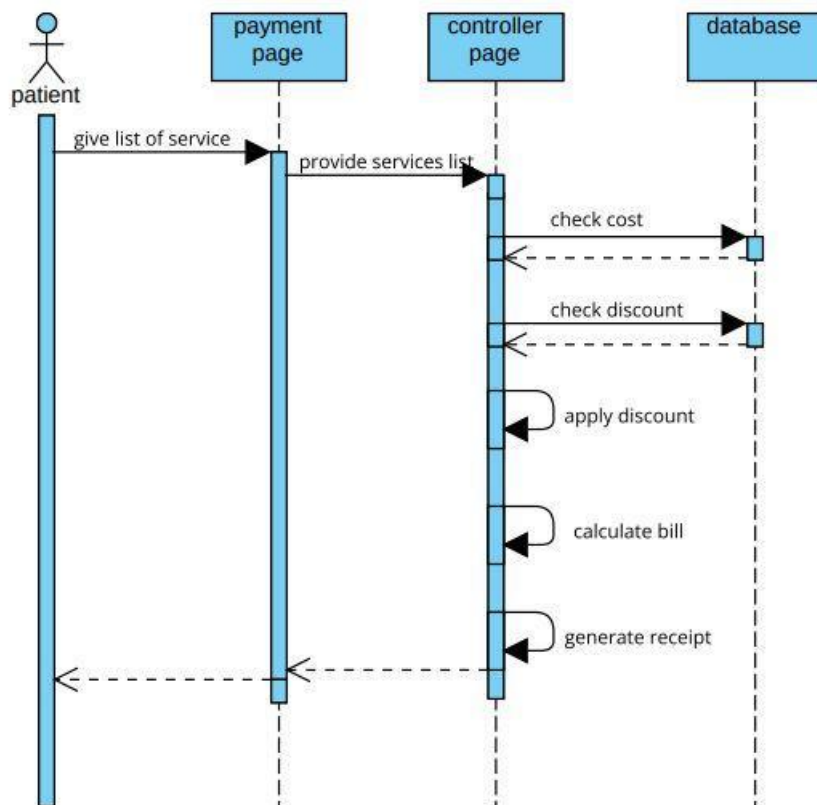 payment
page
controller
page
database
patient
give list of service
provide services list
check cost
check discount
apply discount
calculate bill
generate receipt